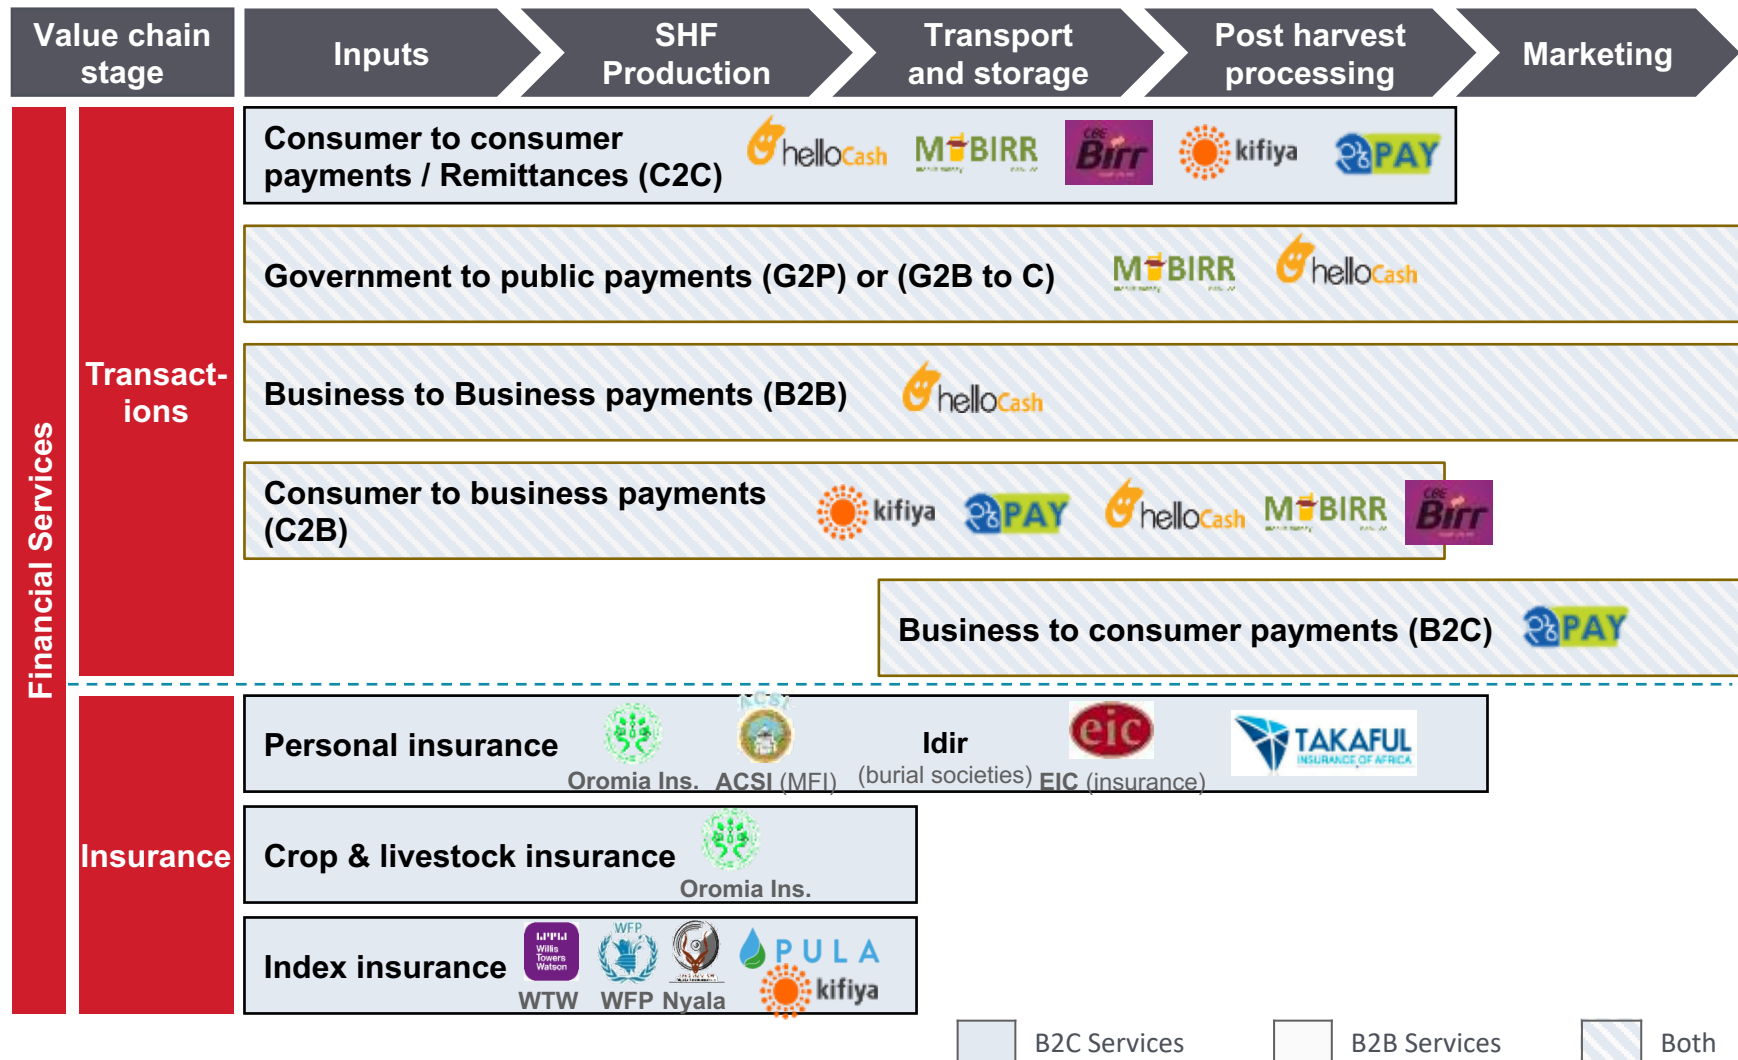 Value chain
stage
Inputs
SHF
Production
Transport
and storage
Post harvest
processing
Marketing
Financial Services
Transact-
ions
Consumer to consumer
payments / Remittances (C2C)
helloCash
M BIRR
CBE
Birr
kifiya
PAY
Government to public payments (G2P) or (G2B to C)
M BIRR
helloCash
Business to Business payments (B2B)
helloCash
Consumer to business payments
(C2B)
kifiya
PAY
helloCash
M BIRR
CBE
Birr
Business to consumer payments (B2C)
PAY
Insurance
Personal insurance
Oromia Ins.
ACSI
ACSI (MFI)
Idir
(burial societies)
eic
EIC (insurance)
TAKAFUL
INSURANCE OF AFRICA
Crop & livestock insurance
Oromia Ins.
Index insurance
Willis
Towers
Watson
WTW
WFP
WFP
Nyala
PULA
kifiya
B2C Services
B2B Services
Both